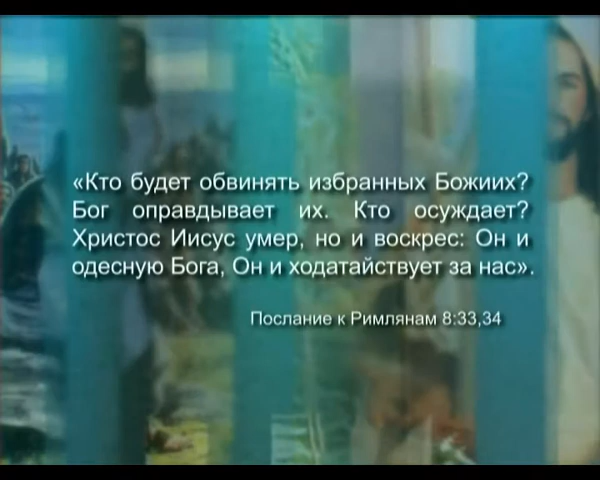 «Кто будет обвинять избранных Божиих?
Бог оправдывает их. Кто осуждает?
Христос Иисус умер, но и воскрес: Он и
одесную Бога, Он и ходатайствует за нас».
Послание к Римлянам 8:33,34